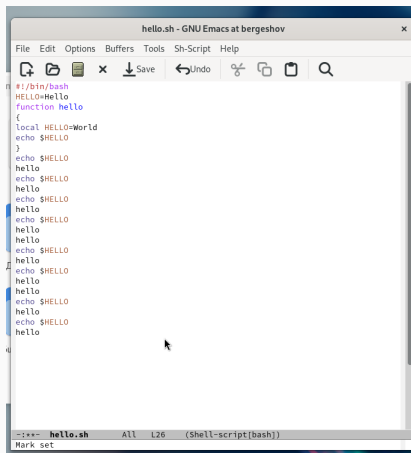 hello.sh - GNU Emacs at bergeshov
File Edit Options Buffers Tools Sh-Script Help
Save Undo
#!/bin/bash
HELLO=Hello
function hello
{
local HELLO=World
echo $HELLO
}
echo $HELLO
hello
echo $HELLO
hello
echo $HELLO
hello
echo $HELLO
hello
hello
echo $HELLO
hello
echo $HELLO
hello
hello
echo $HELLO
hello
echo $HELLO
hello
-:**- hello.sh All L26 (Shell-script[bash])
Mark set